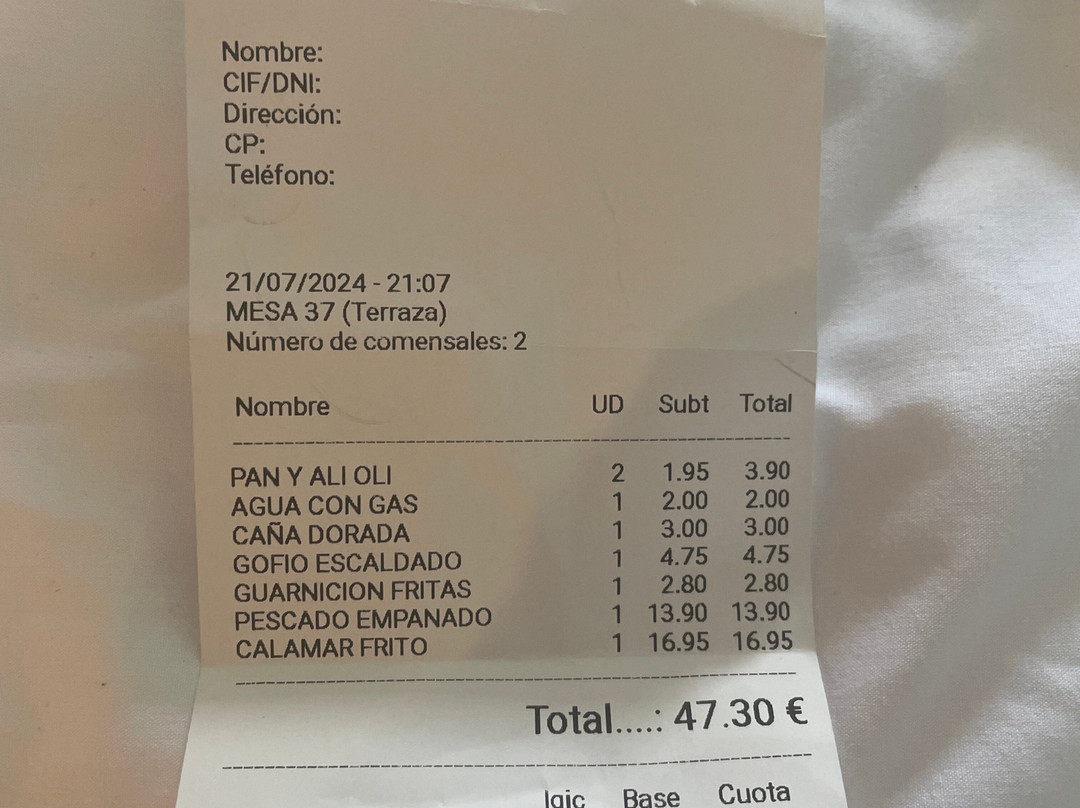 Nombre:
CIF/DNI:
Dirección:
CP:
Teléfono:
21/07/2024 - 21:07
MESA 37 (Terraza)
Número de comensales: 2
Nombre UD Subt Total
PAN Y ALI OLI 2 1.95 3.90
AGUA CON GAS 1 2.00 2.00
CAÑA DORADA 1 3.00 3.00
GOFIO ESCALDADO 1 4.75 4.75
GUARNICION FRITAS 1 2.80 2.80
PESCADO EMPANADO 1 13.90 13.90
CALAMAR FRITO 1 16.95 16.95
Total....: 47.30 €
Igic Base Cuota